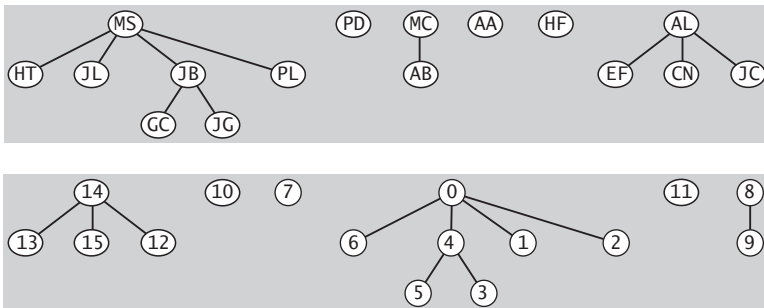 MS PD MC AA HF AL
HT JL JB PL AB EF CN JC
GC JG
14 10 7 0 11 8
13 15 12 6 4 1 2 9
5 3